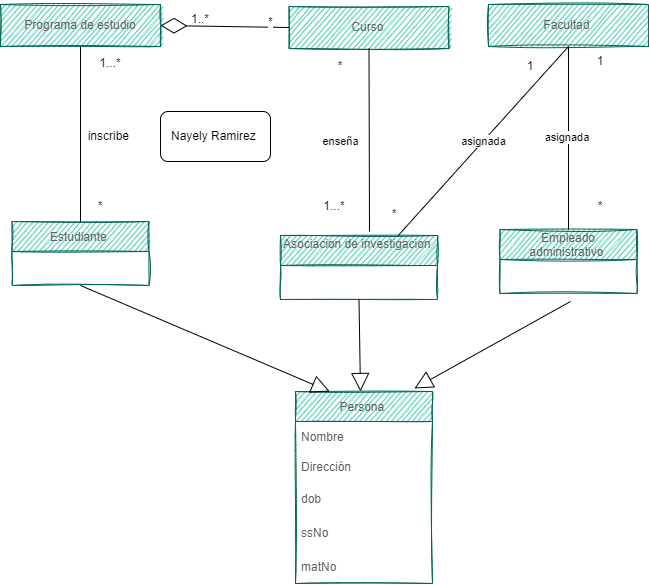 Programa de estudio
1..*
*
Curso
Facultad
1...*
*
1
1
inscribe
Nayely Ramirez
enseña
asignada
asignada
*
1...*
*
*
Estudiante
Asociacion de investigacion
Empleado
administrativo
Persona
Nombre
Dirección
dob
ssNo
matNo